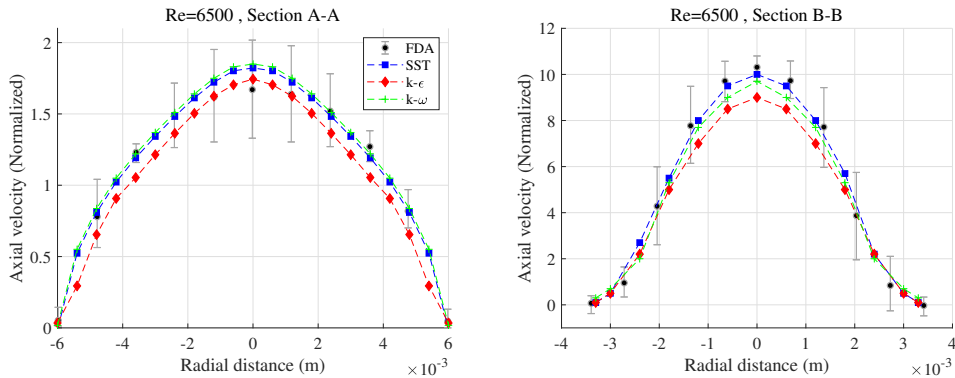 Re=6500 , Section A-A
Axial velocity (Normalized)
2
1.5
1
0.5
0
FDA
SST
k-ϵ
k-ω
-6 -4 -2 0 2 4 6
Radial distance (m)
×10⁻³
Re=6500 , Section B-B
Axial velocity (Normalized)
12
10
8
6
4
2
0
-4 -3 -2 -1 0 1 2 3 4
Radial distance (m)
×10⁻³